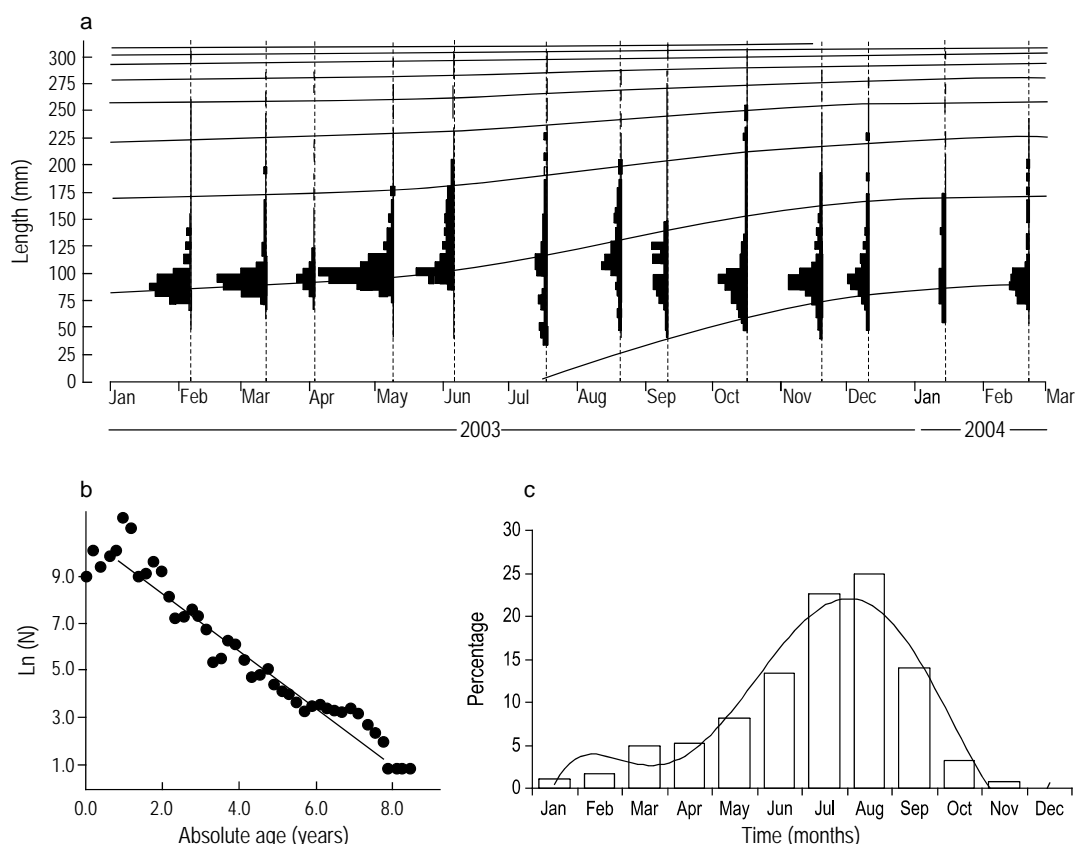 a
Length (mm)
300
275
250
225
200
175
150
125
100
75
50
25
0
Jan Feb Mar Apr May Jun Jul Aug Sep Oct Nov Dec Jan Feb Mar
2003 2004
b
Ln (N)
9.0
7.0
5.0
3.0
1.0
0.0 2.0 4.0 6.0 8.0
Absolute age (years)
c
Percentage
30
25
20
15
10
5
0
Jan Feb Mar Apr May Jun Jul Aug Sep Oct Nov Dec
Time (months)